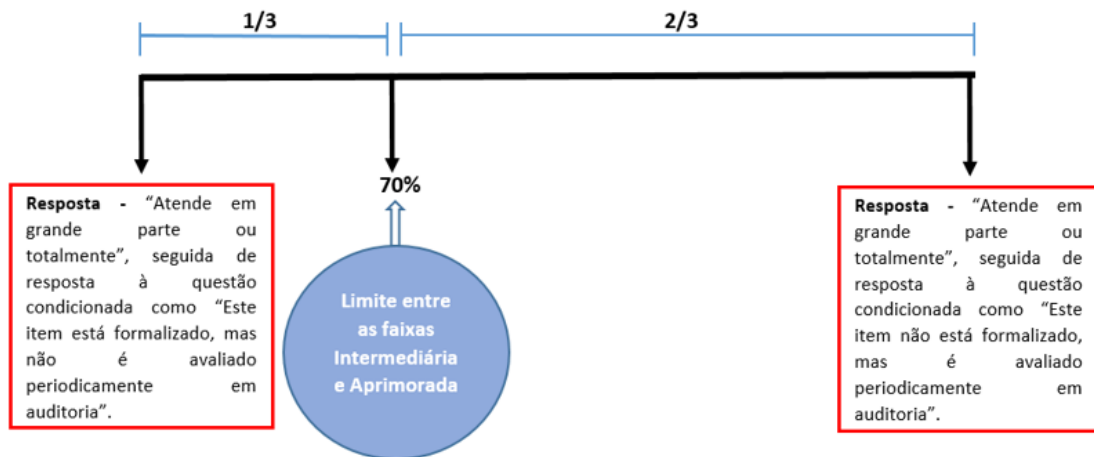 1/3
2/3
70%
Resposta - “Atende em
grande parte ou
totalmente”, seguida de
resposta à questão
condicionada como “Este
item está formalizado, mas
não é avaliado
periodicamente em
auditoria”.
Limite entre
as faixas
Intermediária
e Aprimorada
Resposta - “Atende em
grande parte ou
totalmente”, seguida de
resposta à questão
condicionada como “Este
item não está formalizado,
mas é avaliado
periodicamente em
auditoria”.